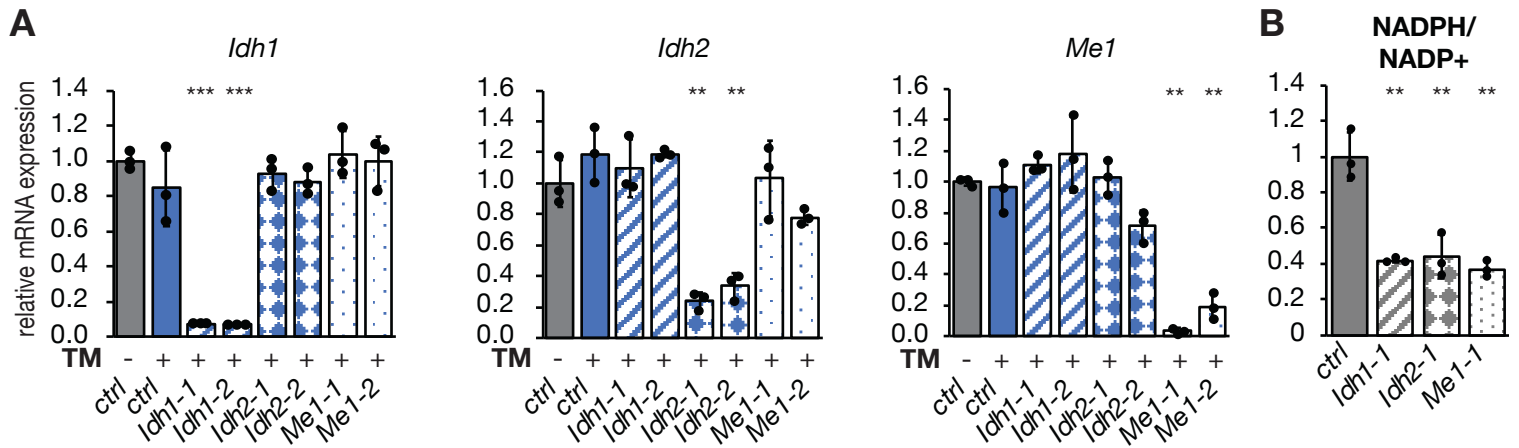 A
relative mRNA expression
Idh1
1.4
1.2
1.0
0.8
0.6
0.4
0.2
0.0
*** ***
TM - + + + + + + +
ctrl ctrl Idh1-1 Idh1-2 Idh2-1 Idh2-2 Me1-1 Me1-2
Idh2
1.6
1.4
1.2
1.0
0.8
0.6
0.4
0.2
0.0
** **
TM - + + + + + + +
ctrl ctrl Idh1-1 Idh1-2 Idh2-1 Idh2-2 Me1-1 Me1-2
Me1
1.6
1.4
1.2
1.0
0.8
0.6
0.4
0.2
0.0
** **
TM - + + + + + + +
ctrl ctrl Idh1-1 Idh1-2 Idh2-1 Idh2-2 Me1-1 Me1-2
B
NADPH/
NADP+
1.4
1.2
1
0.8
0.6
0.4
0.2
0
** ** **
ctrl Idh1-1 Idh2-1 Me1-1